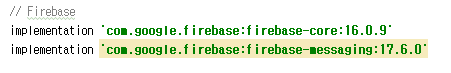 // Firebase
implementation 'com.google.firebase:firebase-core:16.0.9'
implementation 'com.google.firebase:firebase-messaging:17.6.0'